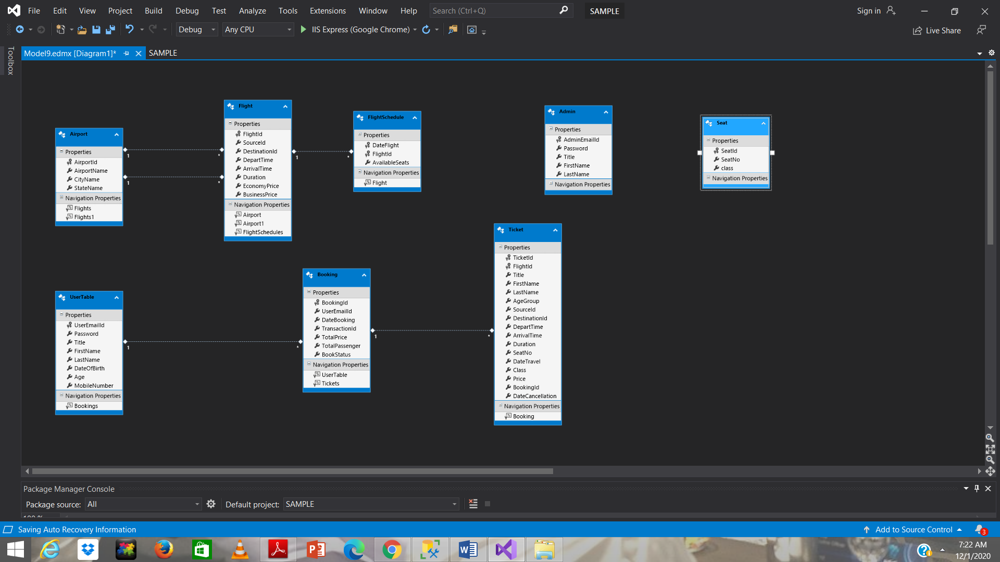 File Edit View Project Build Debug Test Analyze Tools Extensions Window Help Search (Ctrl+Q) SAMPLE Sign in
Debug Any CPU IIS Express (Google Chrome) Live Share
Toolbox
Model9.edmx [Diagram1]* SAMPLE
Airport
Properties
AirportId
AirportName
CityName
StateName
Navigation Properties
Flights
Flights1
1 *
1 *
Flight
Properties
FlightId
SourceId
DestinationId
DepartTime
ArrivalTime
Duration
EconomyPrice
BusinessPrice
Navigation Properties
Airport
Airport1
FlightSchedules
1 *
FlightSchedule
Properties
DateFlight
FlightId
AvailableSeats
Navigation Properties
Flight
Admin
Properties
AdminEmailId
Password
Title
FirstName
LastName
Navigation Properties
Seat
Properties
SeatId
SeatNo
class
Navigation Properties
UserTable
Properties
UserEmailId
Password
Title
FirstName
LastName
DateOfBirth
Age
MobileNumber
Navigation Properties
Bookings
1 *
Booking
Properties
BookingId
UserEmailId
DateBooking
TransactionId
TotalPrice
TotalPassenger
BookStatus
Navigation Properties
UserTable
Tickets
1 *
Ticket
Properties
TicketId
FlightId
Title
FirstName
LastName
AgeGroup
SourceId
DestinationId
DepartTime
ArrivalTime
Duration
SeatNo
DateTravel
Class
Price
BookingId
DateCancellation
Navigation Properties
Booking
Package Manager Console
Package source: All Default project: SAMPLE
Saving Auto Recovery Information Add to Source Control 3
7:22 AM
12/1/2020